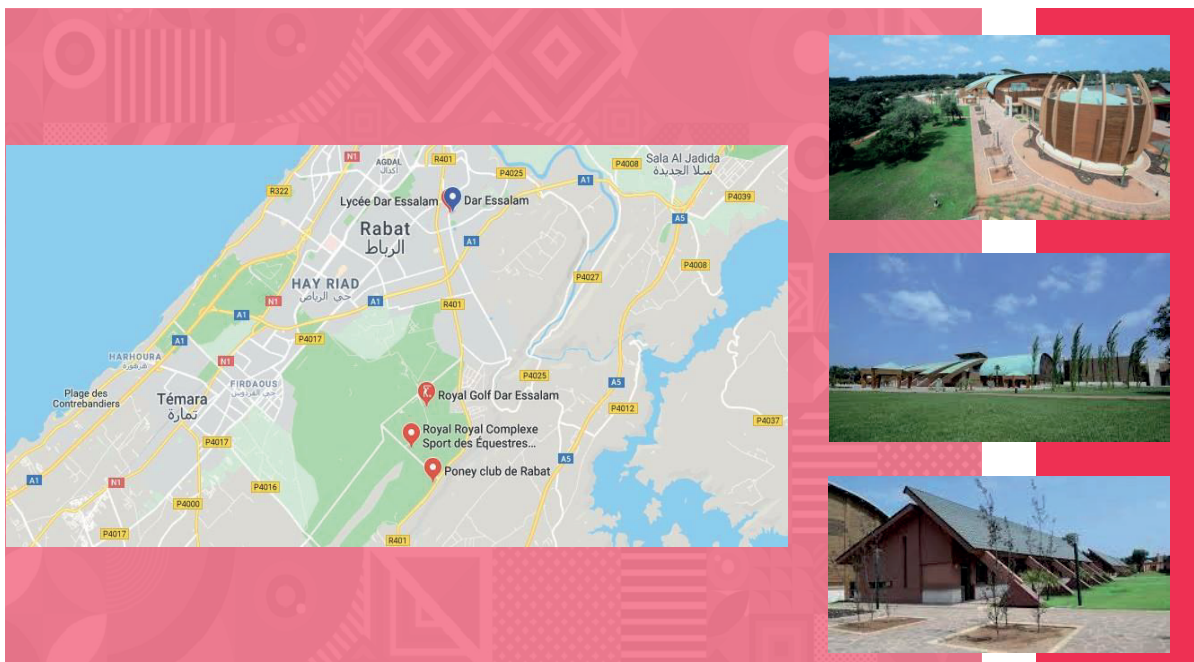 N1
AGDAL
أكدال
R401
P4025
P4008
Sala Al Jadida
سلا الجديدة
A1
R322
Lycée Dar Essalam
Dar Essalam
P4039
A5
Rabat
الرباط
A1
P4008
P4027
HAY RIAD
حي الرياض
N1
A1
R401
A1
A1
P4017
HARHOURA
هرهورة
N1
P4025
A5
FIRDAOUS
حي الفردوس
Plage des
Contrebandiers
Témara
تمارة
Royal Golf Dar Essalam
P4012
P4037
Royal Royal Complexe
Sport des Équestres...
P4017
A5
Poney club de Rabat
A1
N1
P4016
P4000
P4017
R401